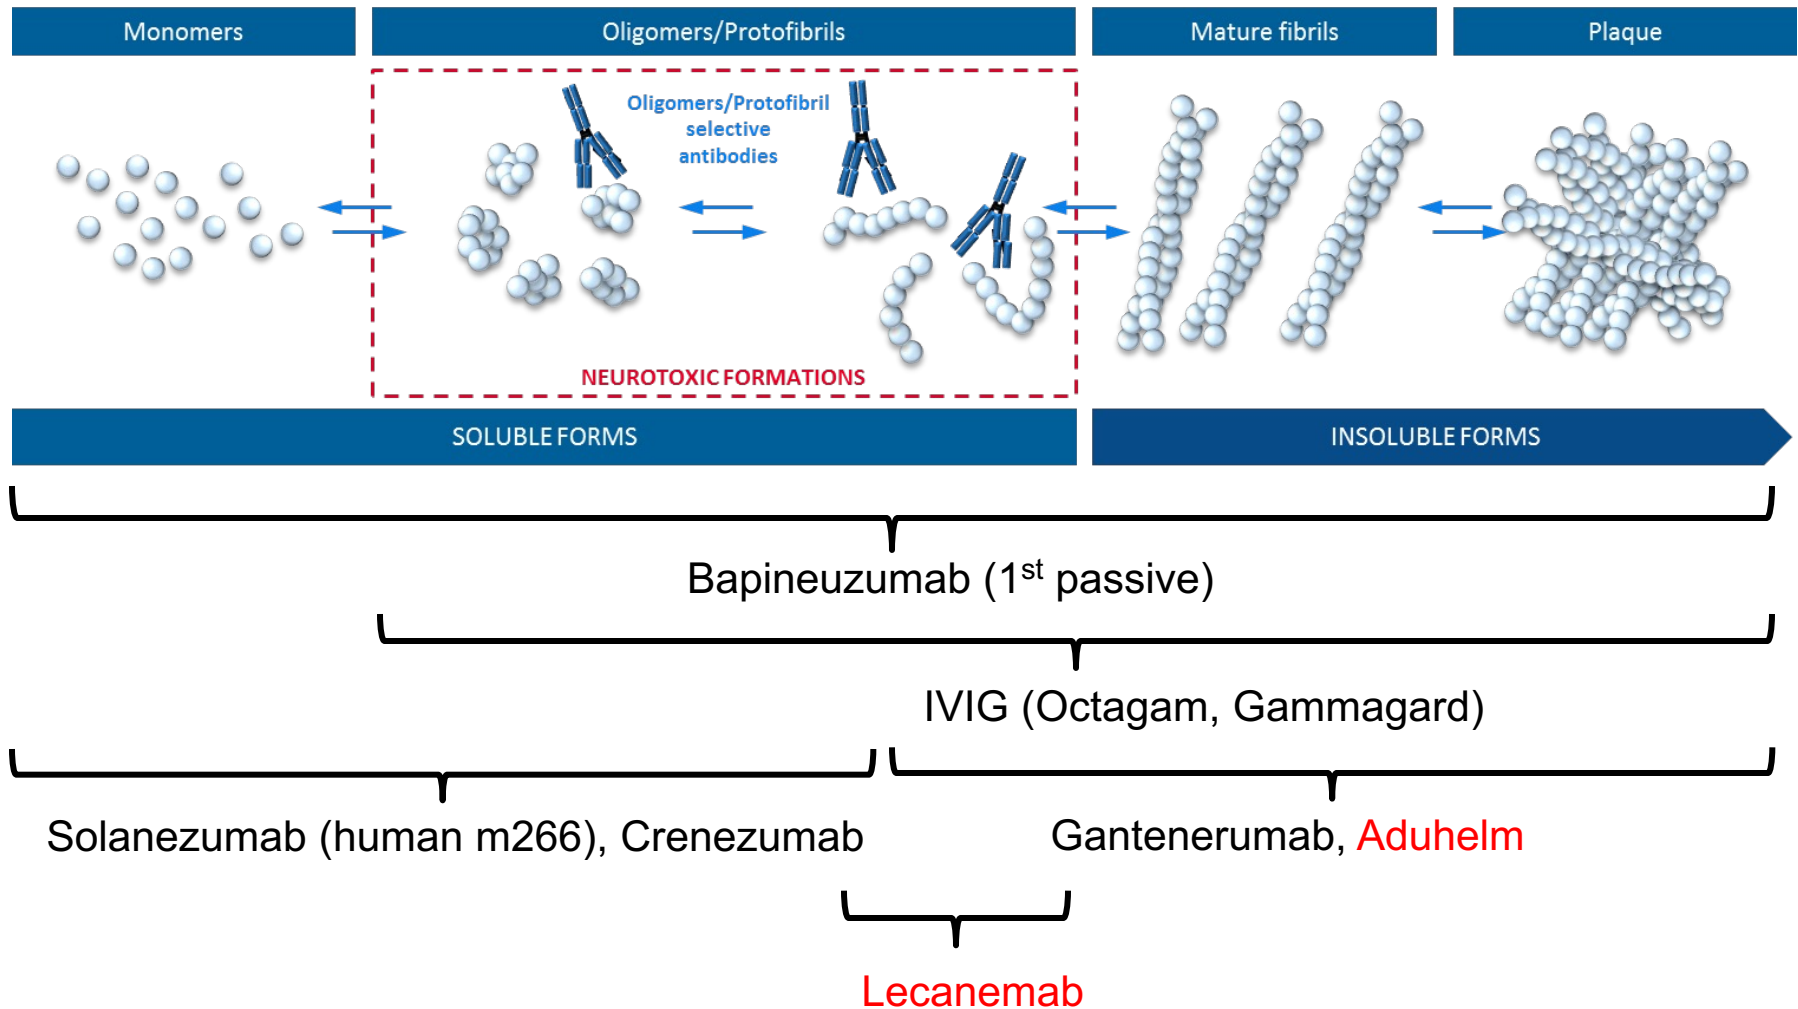 Monomers
Oligomers/Protofibrils
Mature fibrils
Plaque
Oligomers/Protofibril
selective
antibodies
NEUROTOXIC FORMATIONS
SOLUBLE FORMS
INSOLUBLE FORMS
Bapineuzumab (1st passive)
IVIG (Octagam, Gammagard)
Solanezumab (human m266), Crenezumab
Gantenerumab, Aduhelm
Lecanemab